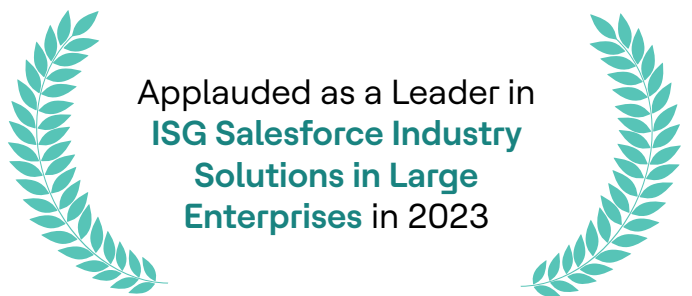 Applauded as a Leader in
ISG Salesforce Industry
Solutions in Large
Enterprises in 2023